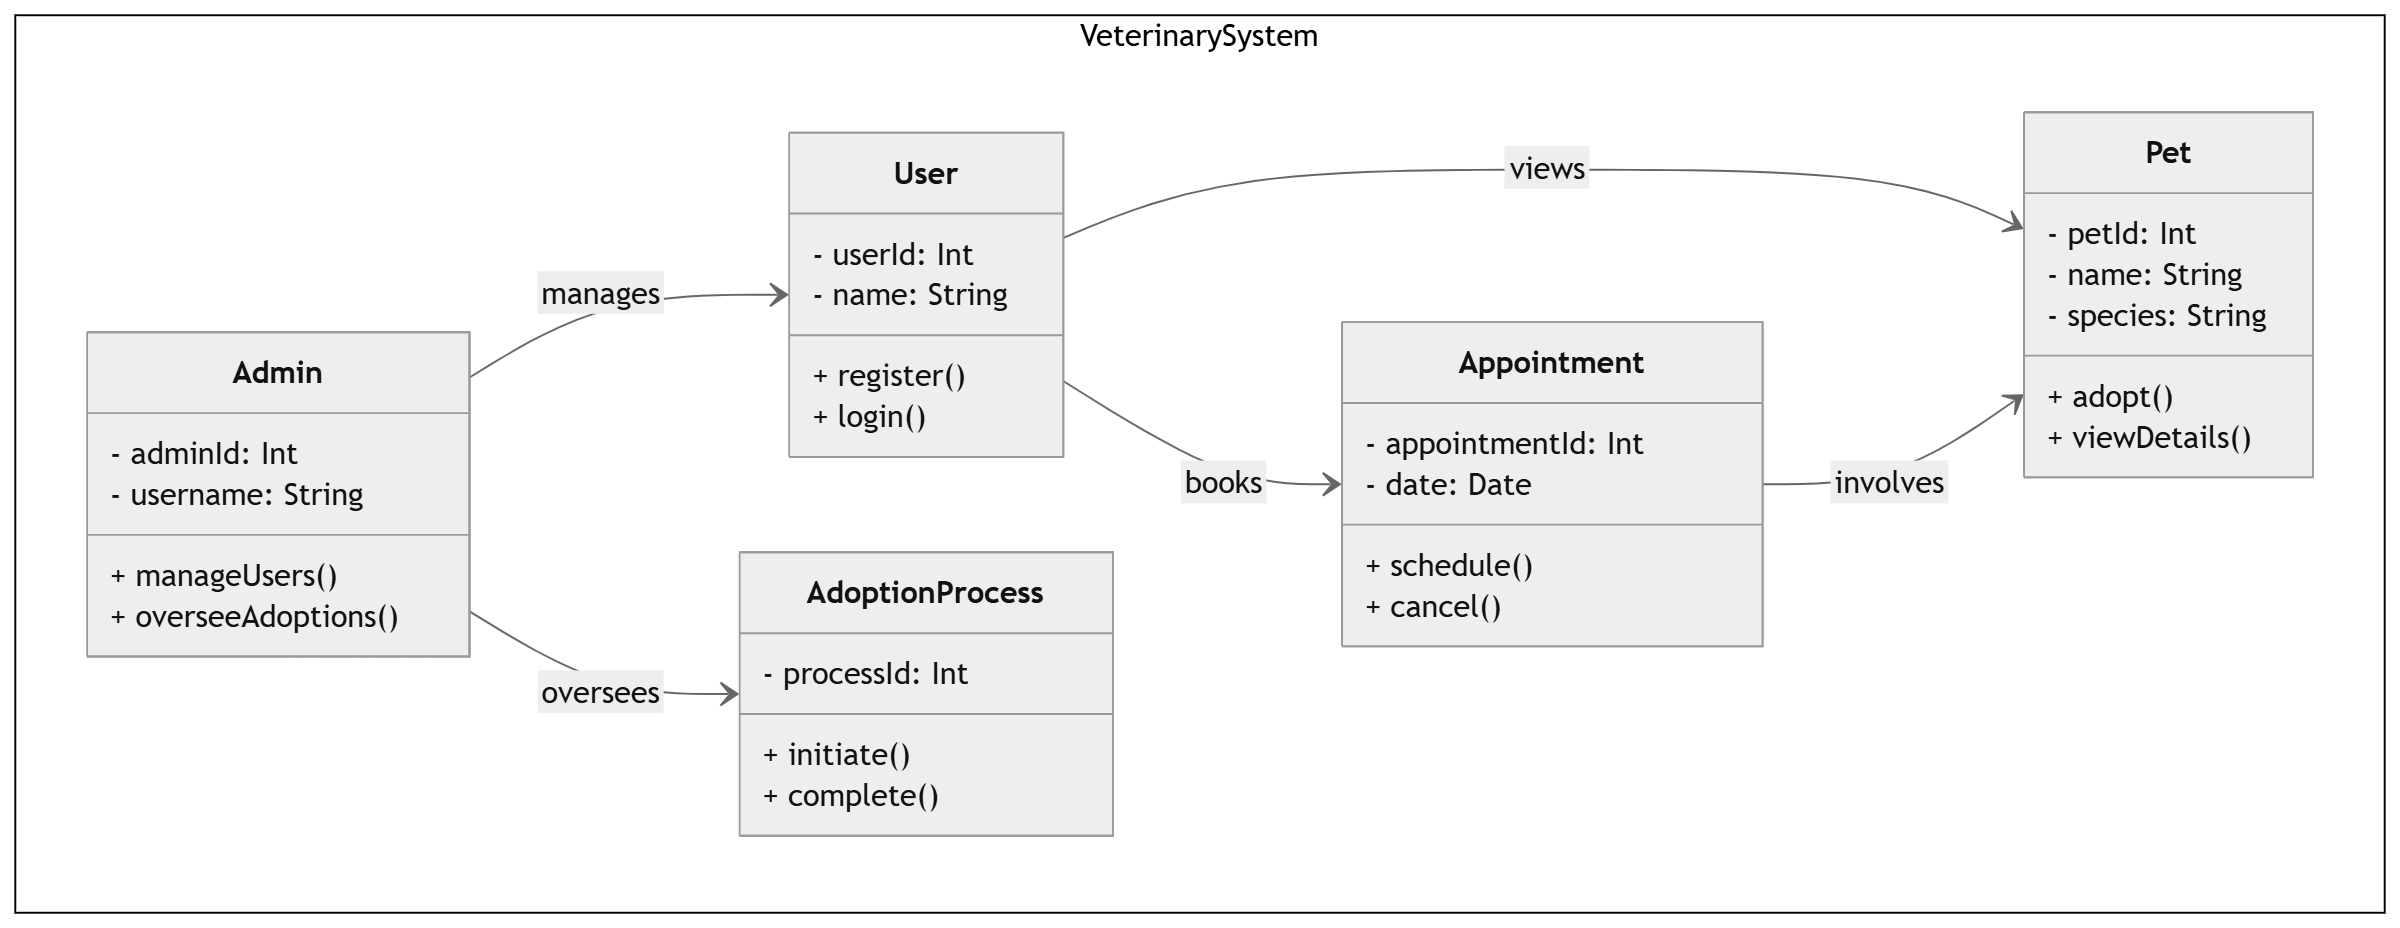 VeterinarySystem
Admin
- adminId: Int
- username: String
+ manageUsers()
+ overseeAdoptions()
manages
oversees
User
- userId: Int
- name: String
+ register()
+ login()
AdoptionProcess
- processId: Int
+ initiate()
+ complete()
views
books
Appointment
- appointmentId: Int
- date: Date
+ schedule()
+ cancel()
involves
Pet
- petId: Int
- name: String
- species: String
+ adopt()
+ viewDetails()